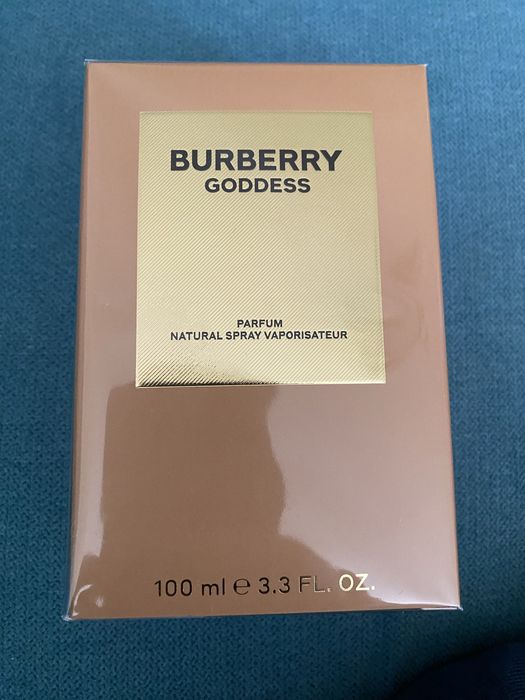 BURBERRY
GODDESS
PARFUM
NATURAL SPRAY VAPORISATEUR
100 ml ℮ 3.3 FL. OZ.